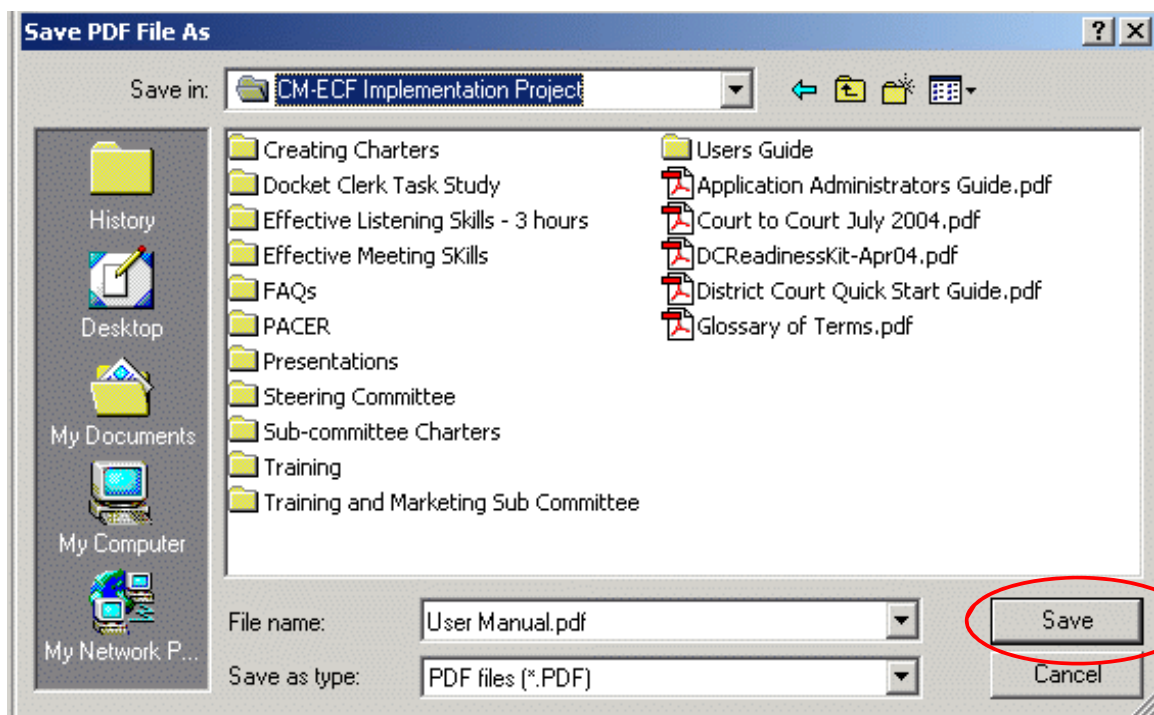 Save PDF File As
Save in:
CM-ECF Implementation Project
History
Desktop
My Documents
My Computer
My Network P...
Creating Charters
Docket Clerk Task Study
Effective Listening Skills - 3 hours
Effective Meeting SKills
FAQs
PACER
Presentations
Steering Committee
Sub-committee Charters
Training
Training and Marketing Sub Committee
Users Guide
Application Administrators Guide.pdf
Court to Court July 2004.pdf
DCReadinessKit-Apr04.pdf
District Court Quick Start Guide.pdf
Glossary of Terms.pdf
File name:
User Manual.pdf
Save
Save as type:
PDF files (*.PDF)
Cancel